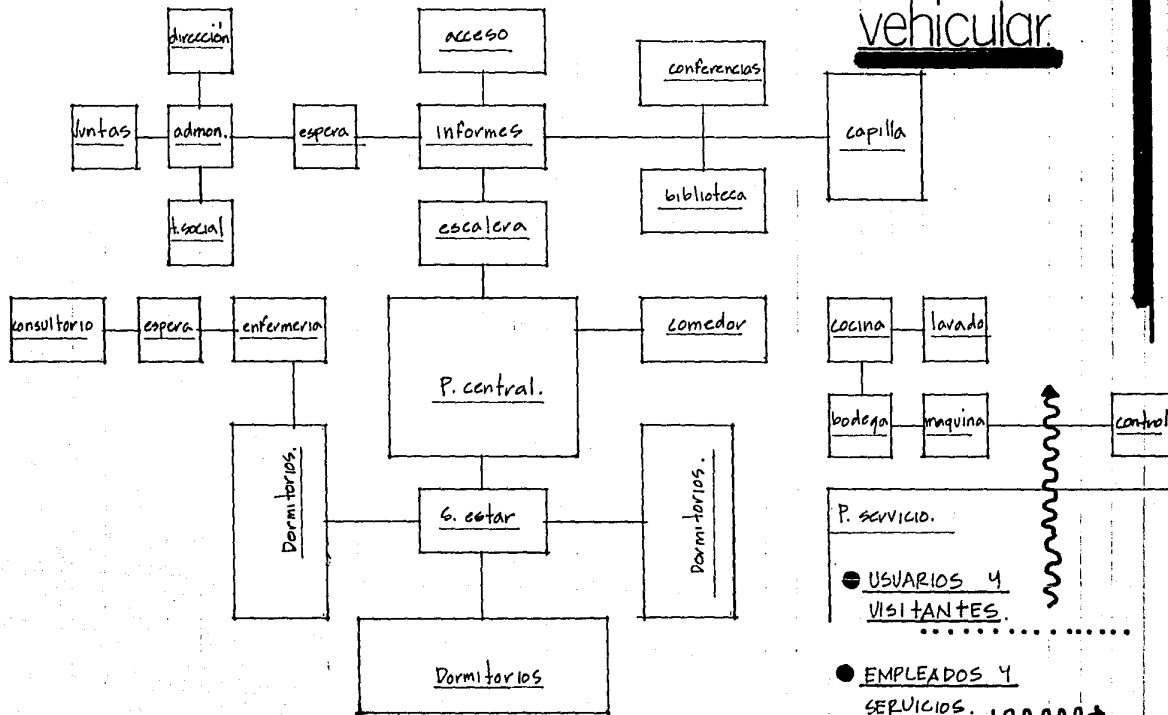 vehicular.
dirección
acceso
conferencias
Juntas
admon.
espera
informes
capilla
biblioteca
t. social
escalera
consultorio
espera
enfermeria
P. central.
comedor
cocina
lavado
bodega
maquina
control
Dormitorios.
S. estar
Dormitorios.
P. servicio.
USUARIOS Y
VISITANTES.
Dormitorios
EMPLEADOS Y
SERVICIOS.